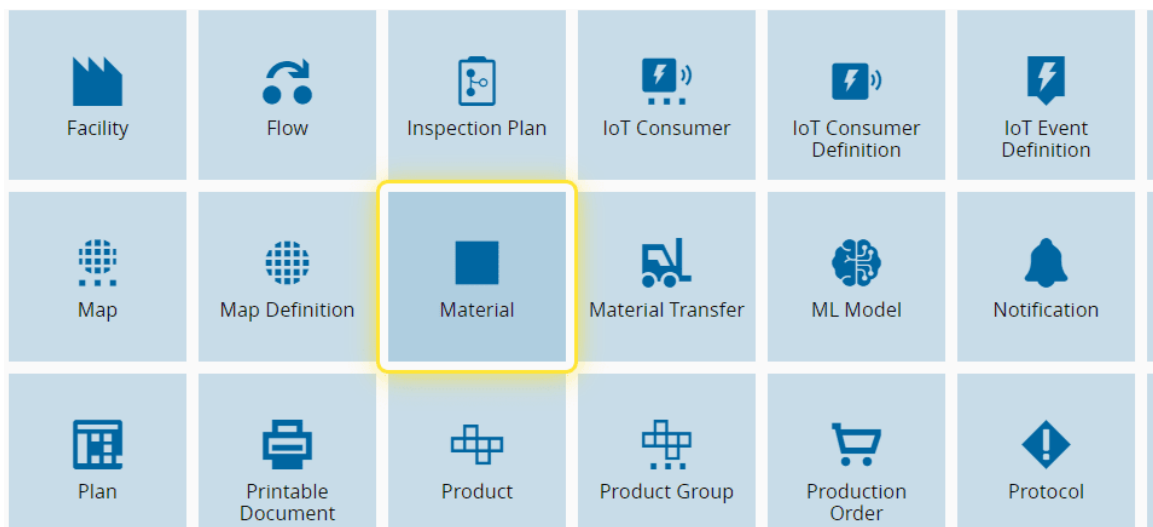 Facility
Flow
Inspection Plan
IoT Consumer
IoT Consumer
Definition
IoT Event
Definition
Map
Map Definition
Material
Material Transfer
ML Model
Notification
Plan
Printable
Document
Product
Product Group
Production
Order
Protocol